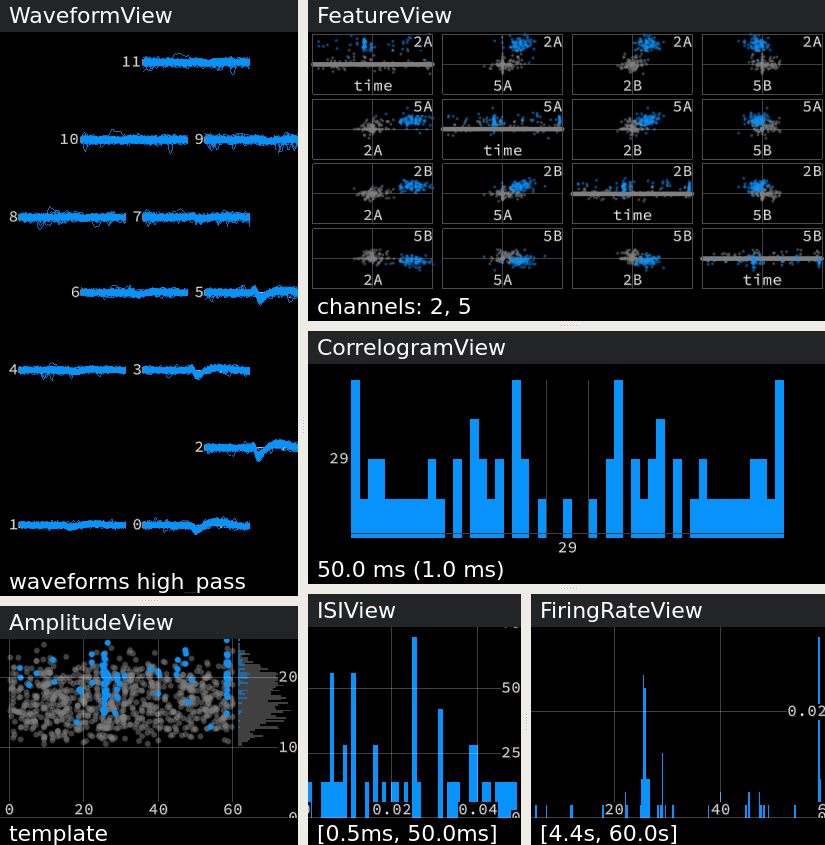 WaveformView
11
10 9
8 7
6 5
4 3
2
1 0
waveforms high_pass
FeatureView
2A 2A 2A 2A
time 5A 2B 5B
5A 5A 5A 5A
2A time 2B 5B
2B 2B 2B 2B
2A 5A time 5B
5B 5B 5B 5B
2A 5A 2B time
channels: 2, 5
CorrelogramView
29
29
50.0 ms (1.0 ms)
AmplitudeView
20
10
0 20 40 60 0
template
ISIView
50
25
0.02 0.04 0
[0.5ms, 50.0ms]
FiringRateView
0.02
20 40 6
[4.4s, 60.0s]